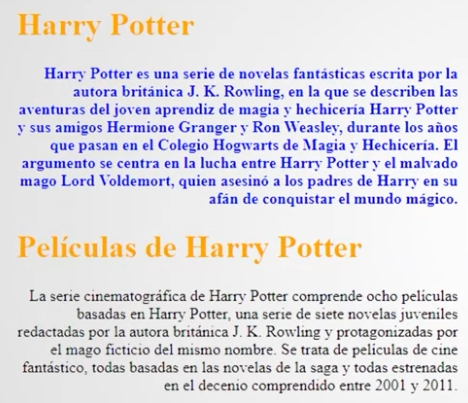 Harry Potter
Harry Potter es una serie de novelas fantásticas escrita por la
autora británica J. K. Rowling, en la que se describen las
aventuras del joven aprendiz de magia y hechicería Harry Potter
y sus amigos Hermione Granger y Ron Weasley, durante los años
que pasan en el Colegio Hogwarts de Magia y Hechicería. El
argumento se centra en la lucha entre Harry Potter y el malvado
mago Lord Voldemort, quien asesinó a los padres de Harry en su
afán de conquistar el mundo mágico.
Películas de Harry Potter
La serie cinematográfica de Harry Potter comprende ocho películas
basadas en Harry Potter, una serie de siete novelas juveniles
redactadas por la autora británica J. K. Rowling y protagonizadas por
el mago ficticio del mismo nombre. Se trata de películas de cine
fantástico, todas basadas en las novelas de la saga y todas estrenadas
en el decenio comprendido entre 2001 y 2011.